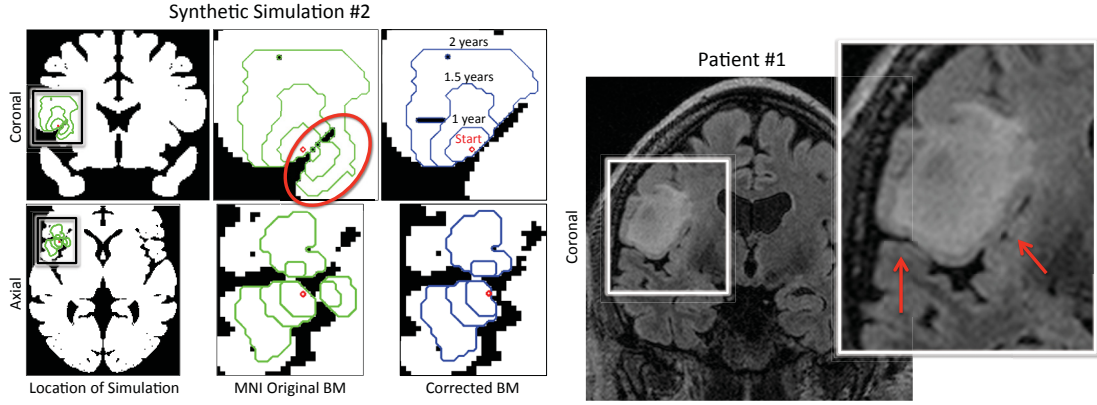 Synthetic Simulation #2
Coronal
2 years
1.5 years
1 year
Start
Axial
Location of Simulation
MNI Original BM
Corrected BM
Patient #1
Coronal